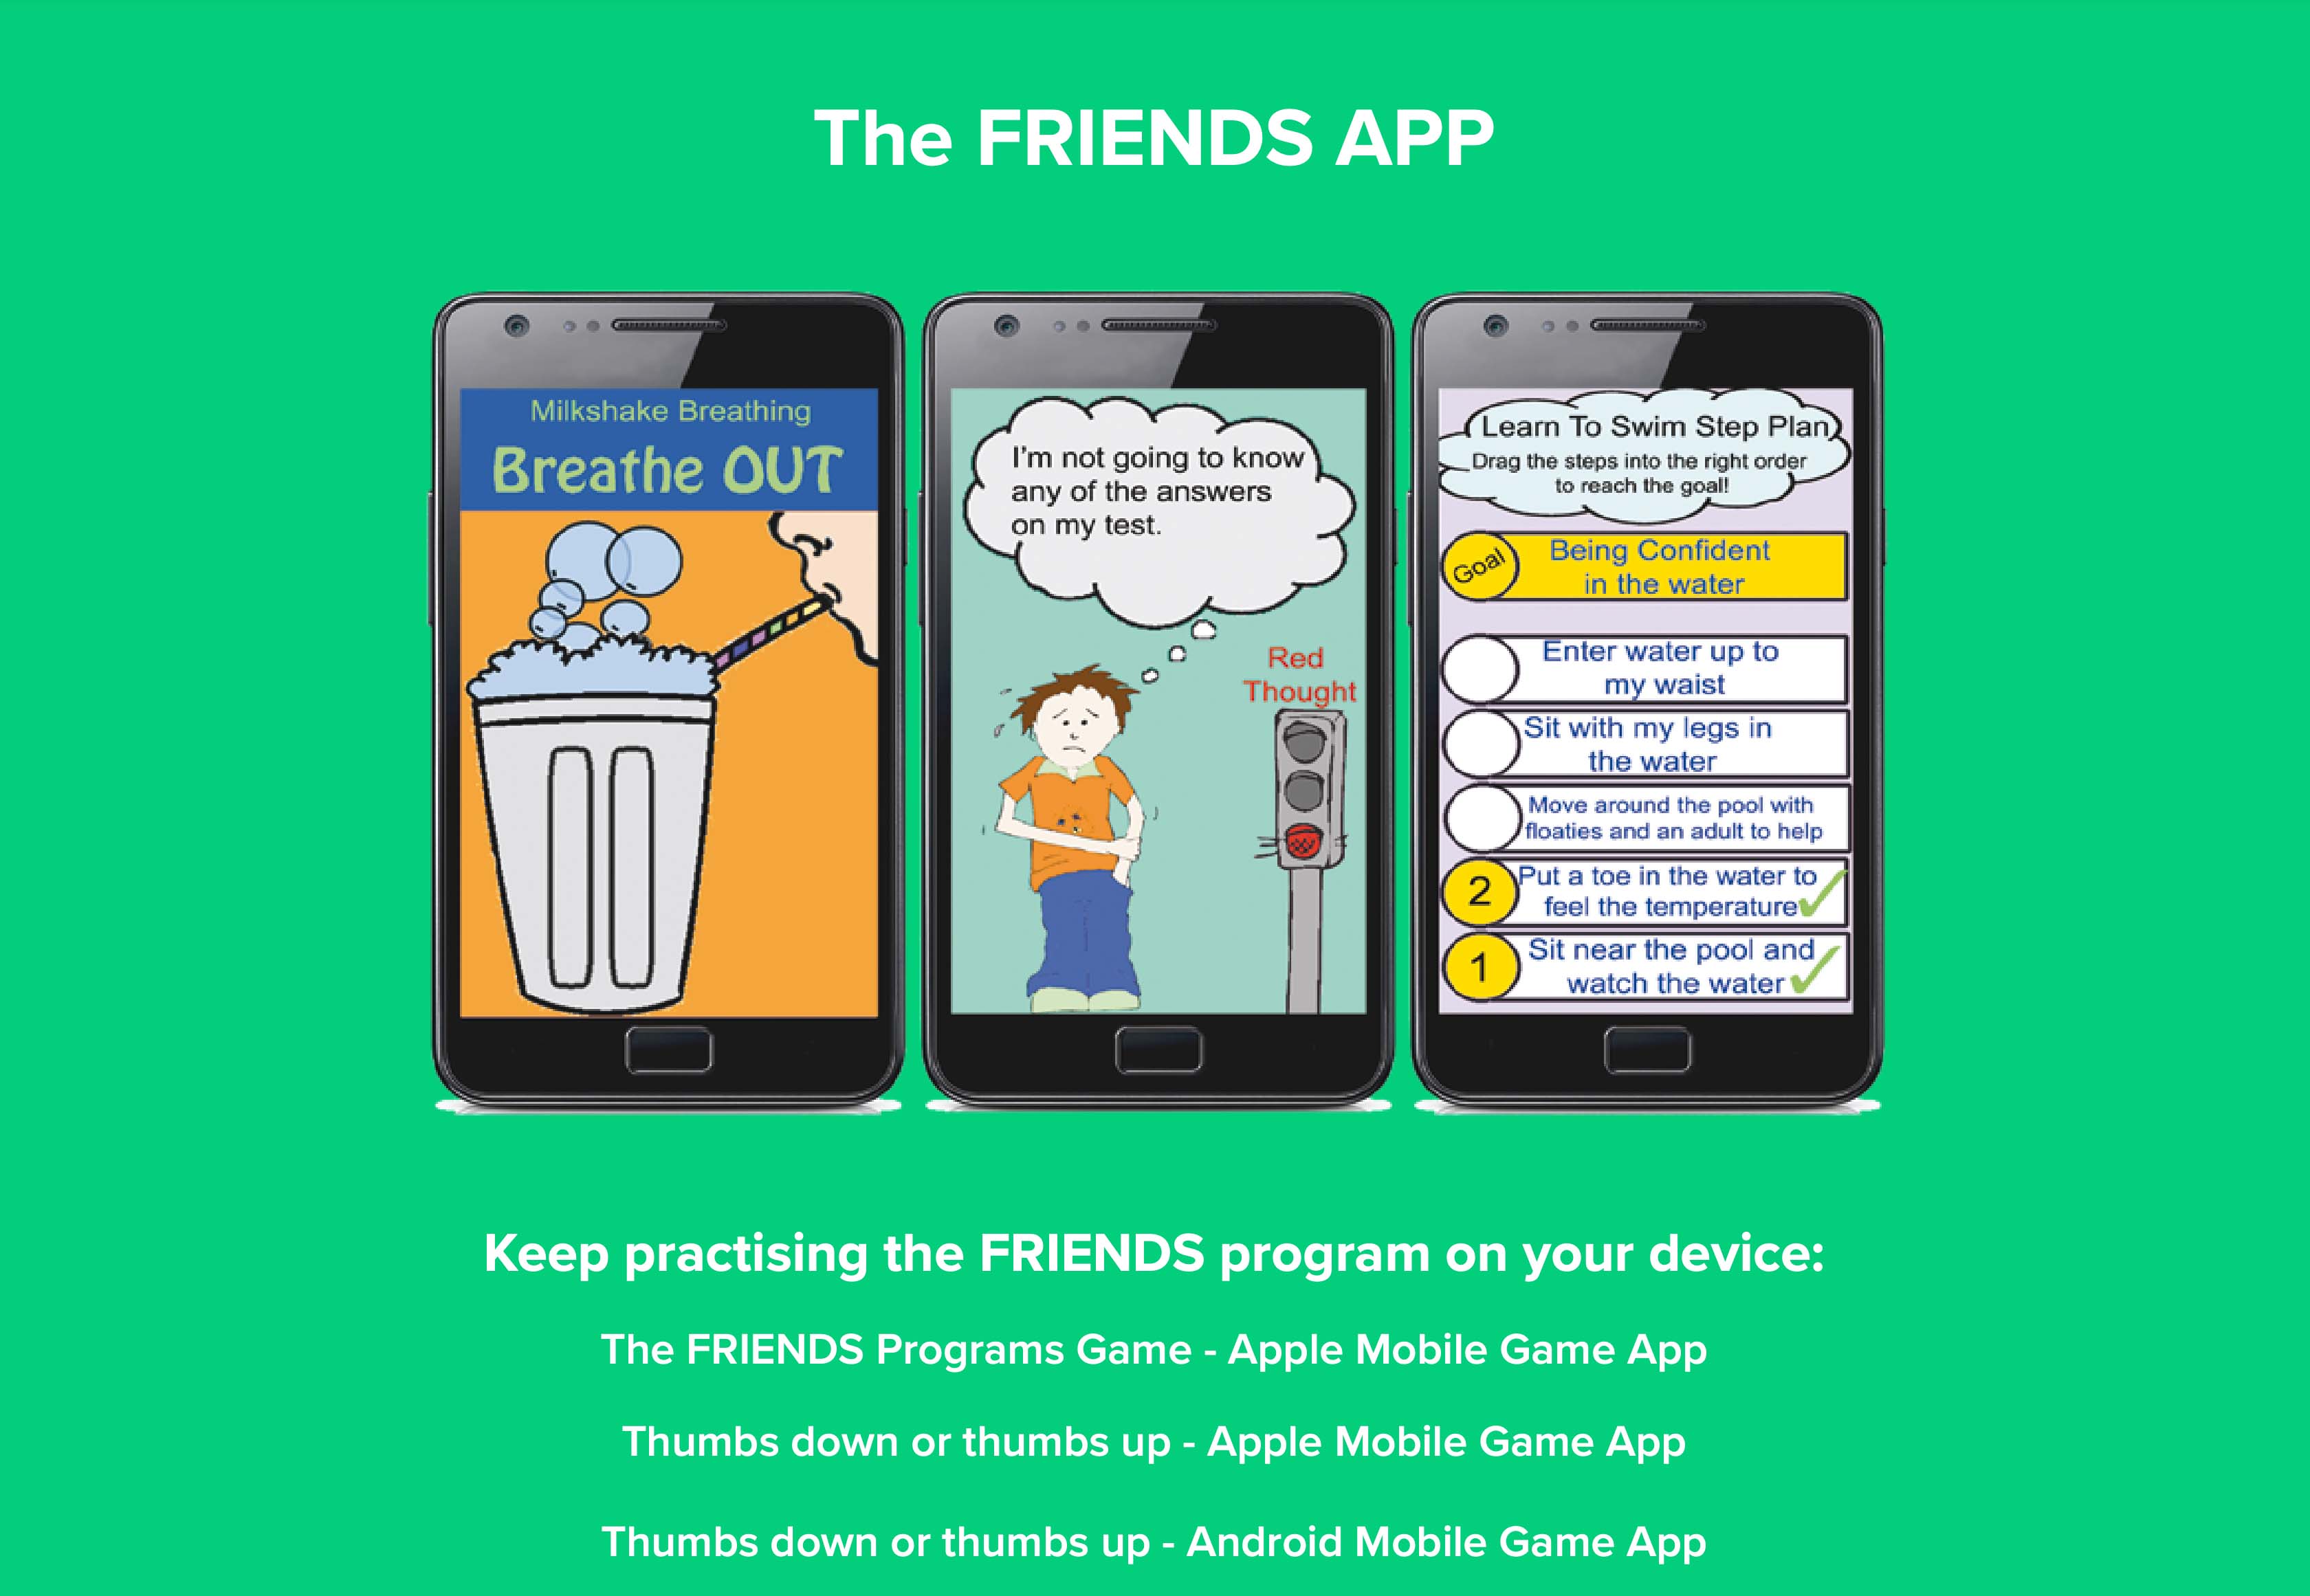 The FRIENDS APP
Milkshake Breathing
Breathe OUT
I'm not going to know
any of the answers
on my test.
Red
Thought
Learn To Swim Step Plan
Drag the steps into the right order
to reach the goal!
Goal
Being Confident
in the water
Enter water up to
my waist
Sit with my legs in
the water
Move around the pool with
floaties and an adult to help
2
Put a toe in the water to
feel the temperature
1
Sit near the pool and
watch the water
Keep practising the FRIENDS program on your device:
The FRIENDS Programs Game - Apple Mobile Game App
Thumbs down or thumbs up - Apple Mobile Game App
Thumbs down or thumbs up - Android Mobile Game App